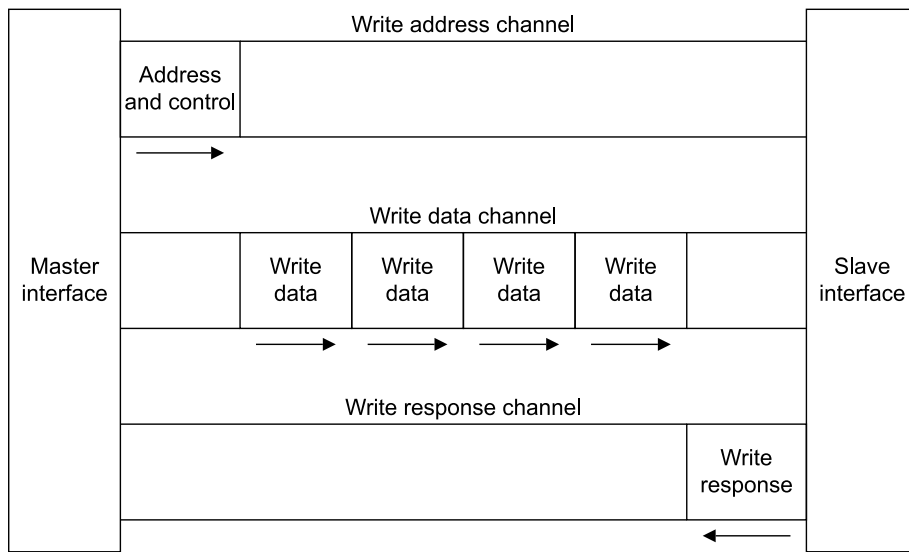 Write address channel
Address
and control
Write data channel
Master
interface
Write
data
Write
data
Write
data
Write
data
Slave
interface
Write response channel
Write
response